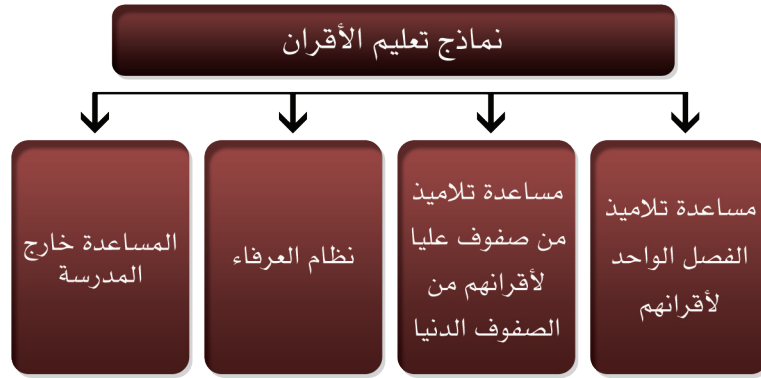 نماذج تعليم الأقران
مساعدة تلاميذ
الفصل الواحد
لأقرانهم
مساعدة تلاميذ
من صفوف عليا
لأقرانهم من
الصفوف الدنيا
نظام العرفاء
المساعدة خارج
المدرسة